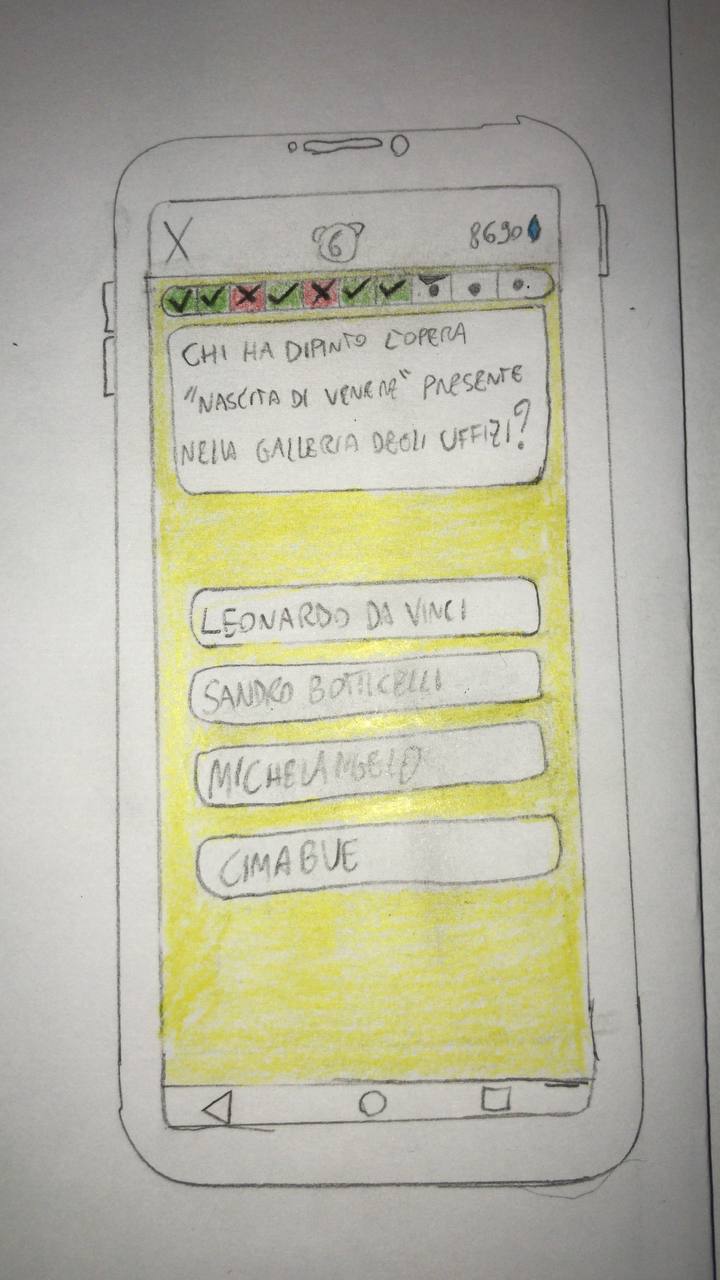 X 6 8690
CHI HA DIPINTO L'OPERA
"NASCITA DI VENERE" PRESENTE
NELLA GALLERIA DEGLI UFFIZI?
LEONARDO DA VINCI
SANDRO BOTTICELLI
MICHELANGELO
CIMABUE